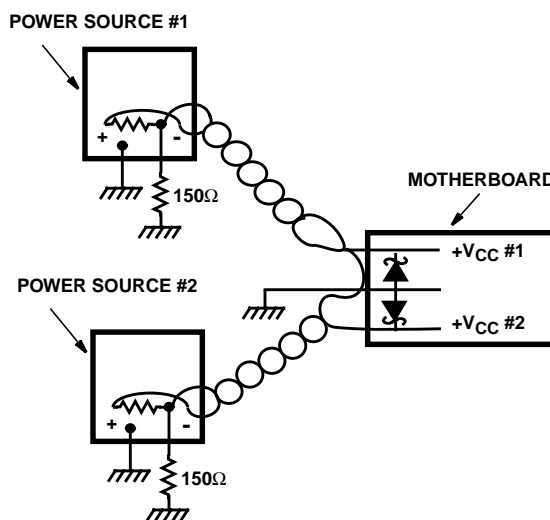 POWER SOURCE #1
+ -
150Ω
MOTHERBOARD
+VCC #1
POWER SOURCE #2
+VCC #2
+ -
150Ω